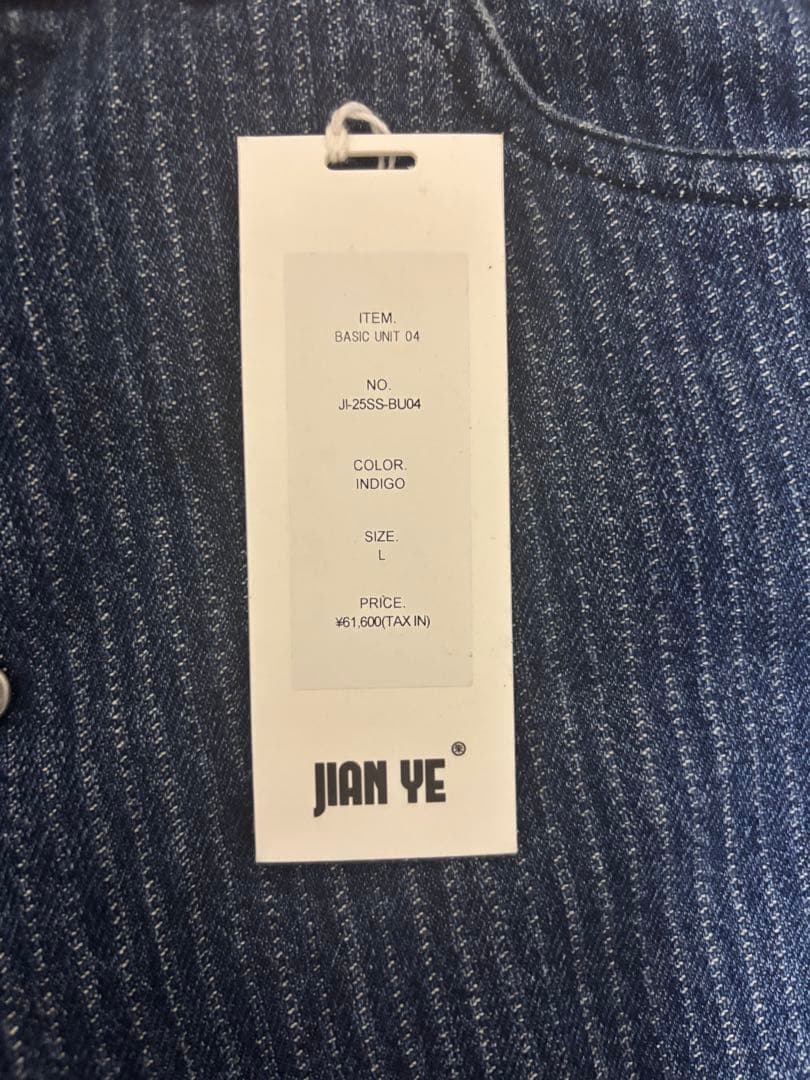 ITEM.
BASIC UNIT 04
NO.
JI-25SS-BU04
COLOR.
INDIGO
SIZE.
L
PRICE.
¥61,600(TAX IN)
JIAN YE